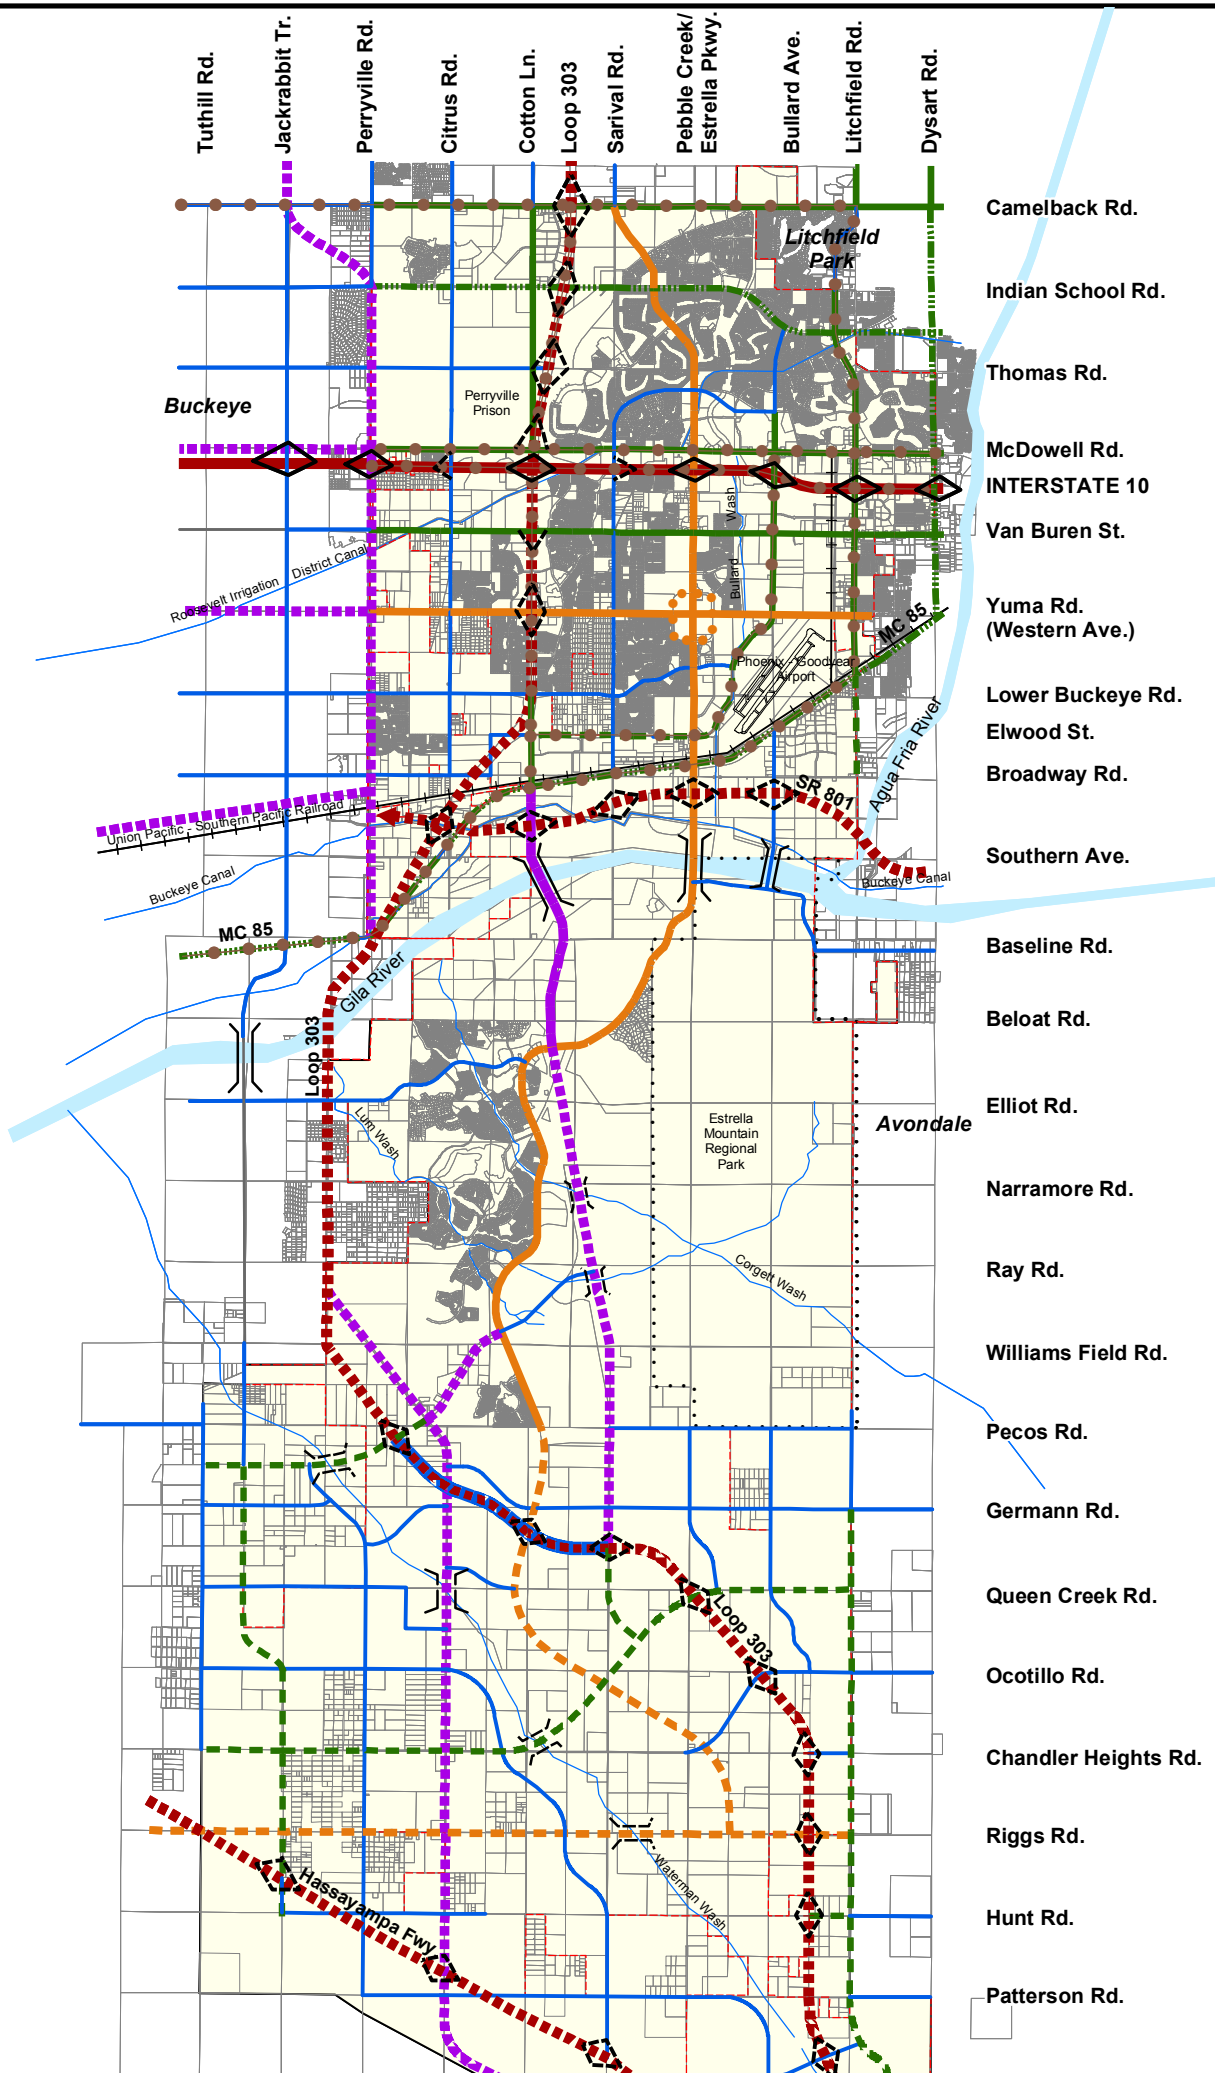 Tuthill Rd.
Jackrabbit Tr.
Perryville Rd.
Citrus Rd.
Cotton Ln.
Loop 303
Sarival Rd.
Pebble Creek/
Estrella Pkwy.
Bullard Ave.
Litchfield Rd.
Dysart Rd.
Camelback Rd.
Litchfield
Park
Indian School Rd.
Thomas Rd.
Perryville
Prison
Buckeye
McDowell Rd.
INTERSTATE 10
Wash
Van Buren St.
Roosevelt Irrigation District Canal
Bullard
Yuma Rd.
(Western Ave.)
MC 85
Phoenix - Goodyear
Airport
Lower Buckeye Rd.
Elwood St.
Agua Fria River
Broadway Rd.
SR 801
Union Pacific - Southern Pacific Railroad
Southern Ave.
Buckeye Canal
Buckeye Canal
MC 85
Baseline Rd.
Gila River
Beloat Rd.
Loop 303
Elliot Rd.
Lum Wash
Estrella
Mountain
Regional
Park
Avondale
Narramore Rd.
Ray Rd.
Corgett Wash
Williams Field Rd.
Pecos Rd.
Germann Rd.
Queen Creek Rd.
Loop 303
Ocotillo Rd.
Chandler Heights Rd.
Riggs Rd.
Waterman Wash
Hassayampa Fwy
Hunt Rd.
Patterson Rd.